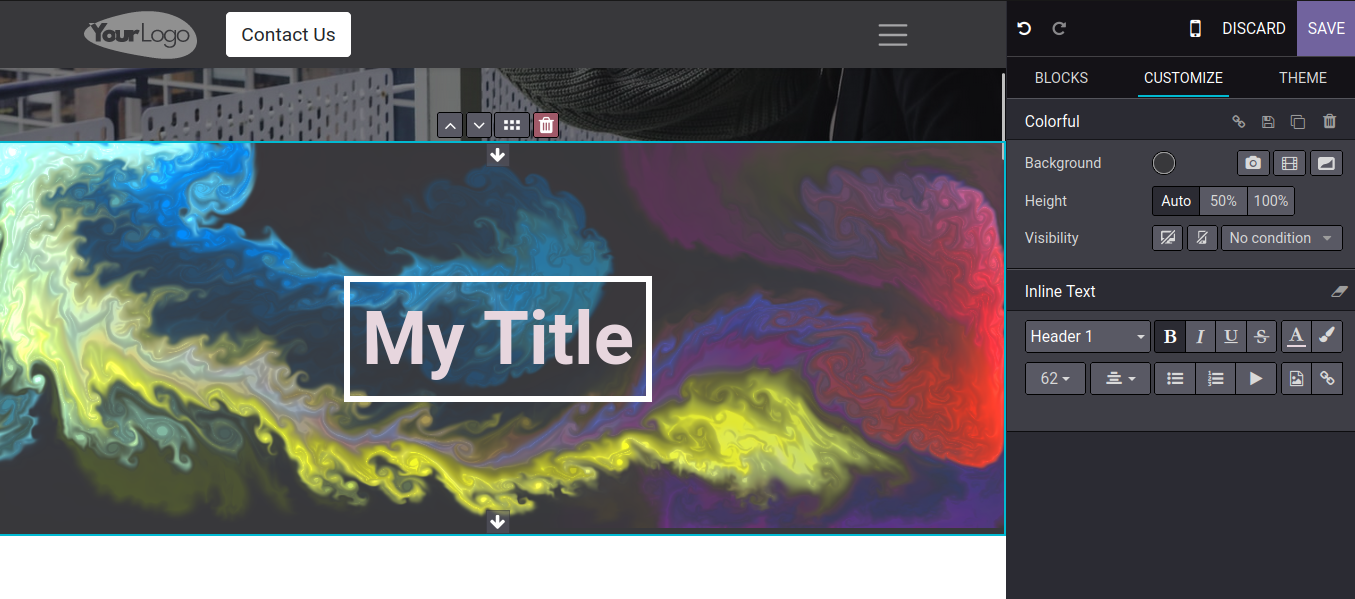 YourLogo
Contact Us
DISCARD
SAVE
BLOCKS
CUSTOMIZE
THEME
Colorful
Background
Height
Auto
50%
100%
Visibility
No condition
My Title
Inline Text
Header 1
B
I
U
S
A
62